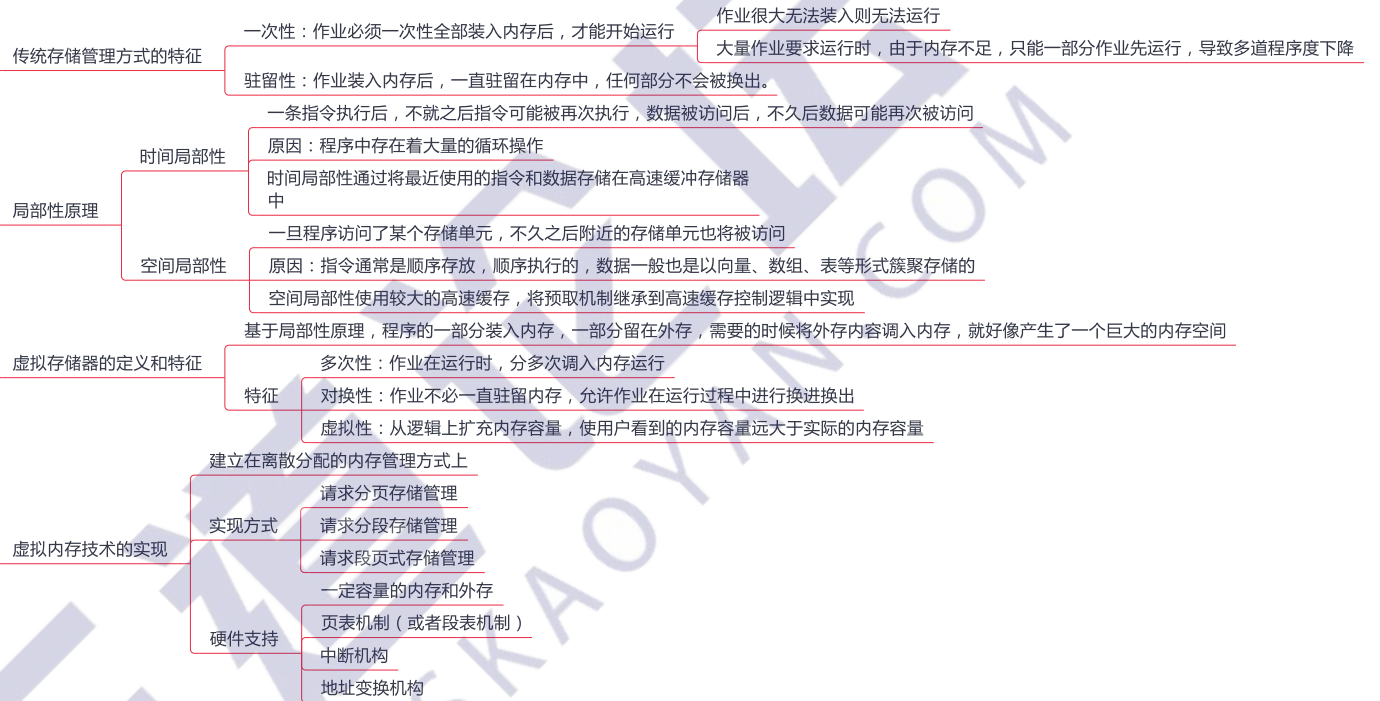 传统存储管理方式的特征
一次性：作业必须一次性全部装入内存后，才能开始运行
作业很大无法装入则无法运行
大量作业要求运行时，由于内存不足，只能一部分作业先运行，导致多道程序度下降
驻留性：作业装入内存后，一直驻留在内存中，任何部分不会被换出。
局部性原理
时间局部性
一条指令执行后，不就之后指令可能被再次执行，数据被访问后，不久后数据可能再次被访问
原因：程序中存在着大量的循环操作
时间局部性通过将最近使用的指令和数据存储在高速缓冲存储器
中
空间局部性
一旦程序访问了某个存储单元，不久之后附近的存储单元也将被访问
原因：指令通常是顺序存放，顺序执行的，数据一般也是以向量、数组、表等形式簇聚存储的
空间局部性使用较大的高速缓存，将预取机制继承到高速缓存控制逻辑中实现
虚拟存储器的定义和特征
基于局部性原理，程序的一部分装入内存，一部分留在外存，需要的时候将外存内容调入内存，就好像产生了一个巨大的内存空间
特征
多次性：作业在运行时，分多次调入内存运行
对换性：作业不必一直驻留内存，允许作业在运行过程中进行换进换出
虚拟性：从逻辑上扩充内存容量，使用户看到的内存容量远大于实际的内存容量
虚拟内存技术的实现
建立在离散分配的内存管理方式上
实现方式
请求分页存储管理
请求分段存储管理
请求段页式存储管理
硬件支持
一定容量的内存和外存
页表机制（或者段表机制）
中断机构
地址变换机构
SKAOYAN.COM